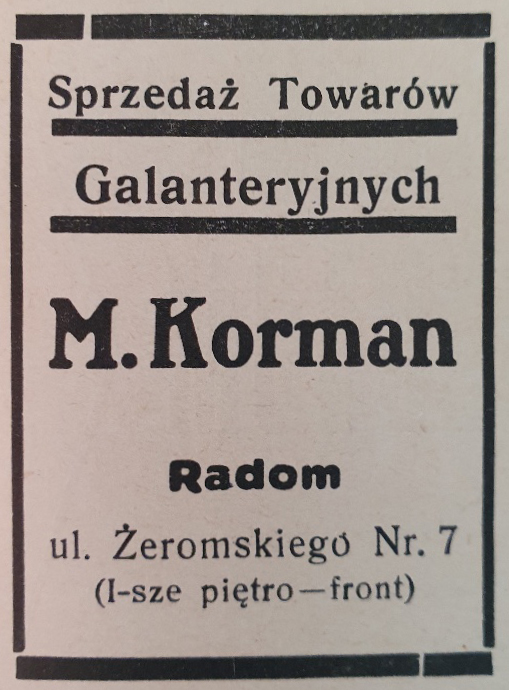 Sprzedaż Towarów
Galanteryjnych
M. Korman
Radom
ul. Żeromskiego Nr. 7
(I-sze piętro—front)